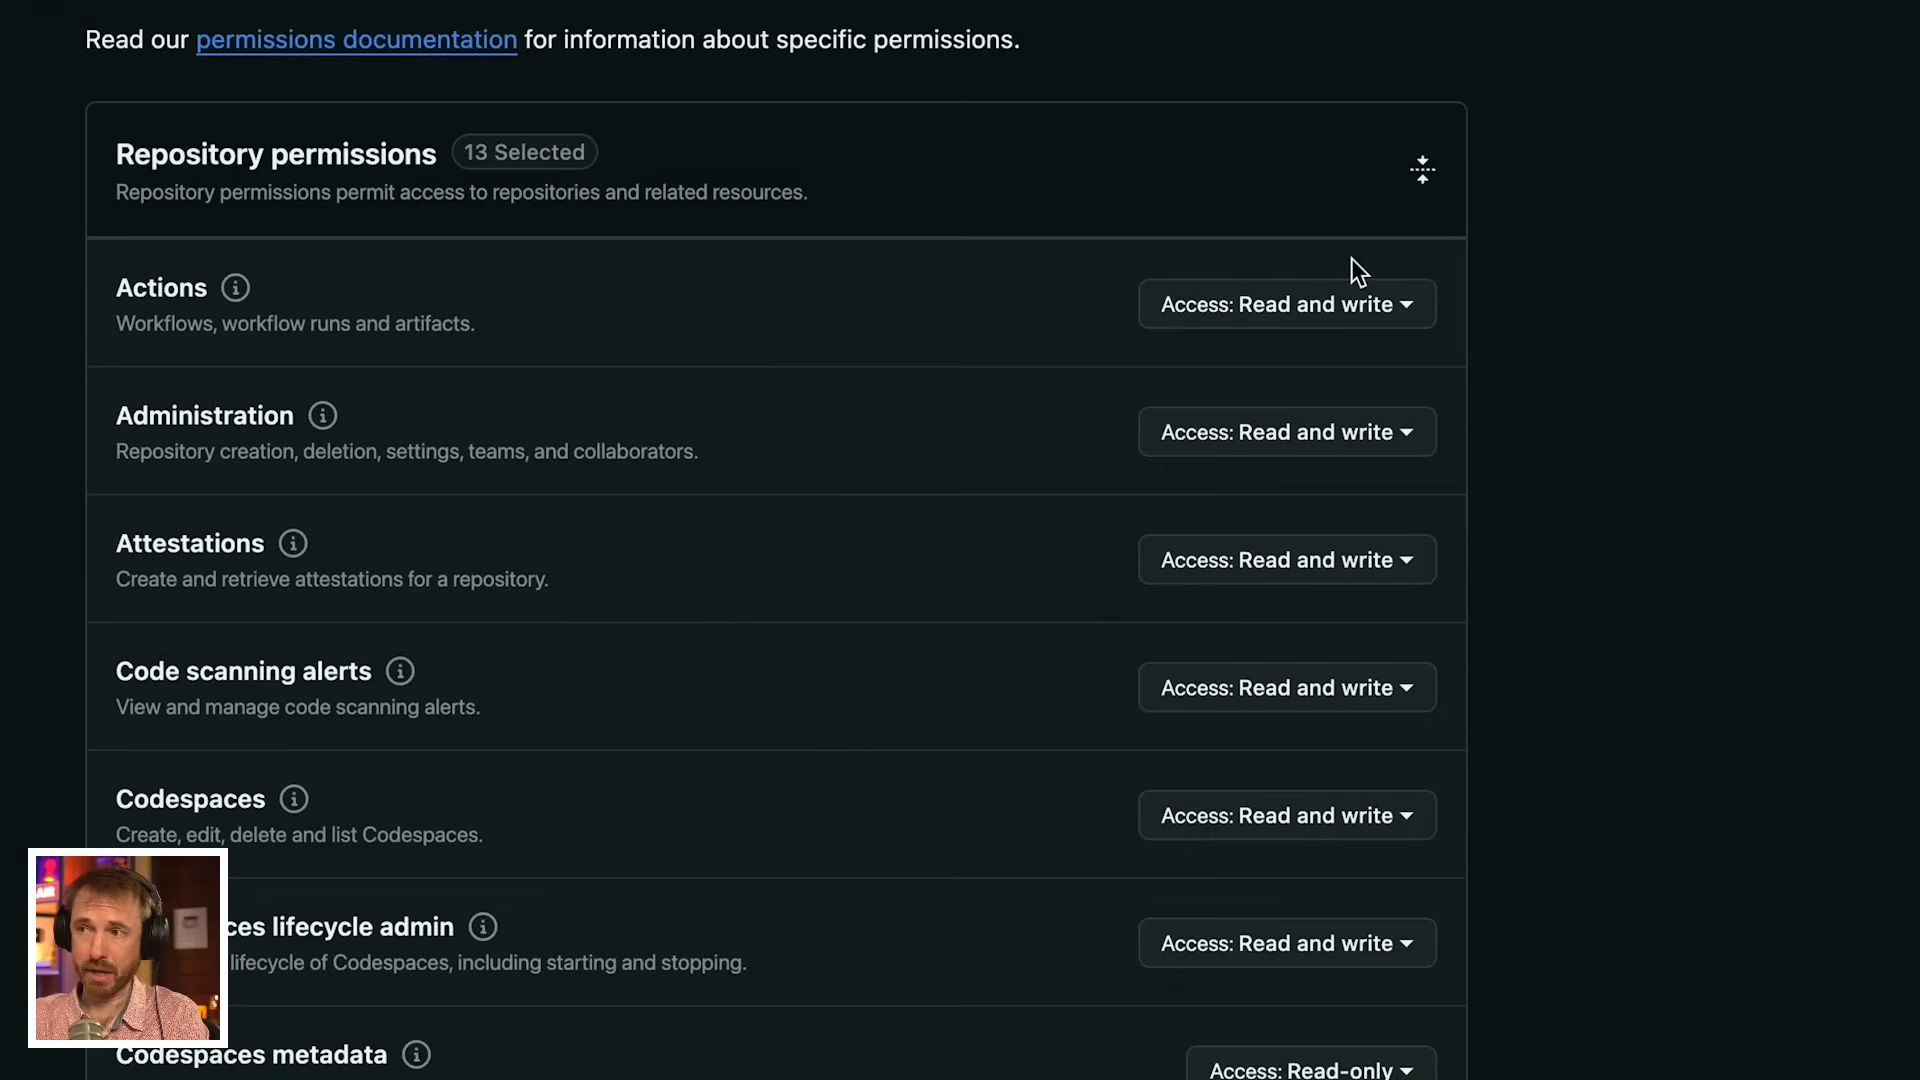 Read our permissions documentation for information about specific permissions.
Repository permissions 13 Selected
Repository permissions permit access to repositories and related resources.
Actions
Workflows, workflow runs and artifacts.
Access: Read and write
Administration
Repository creation, deletion, settings, teams, and collaborators.
Access: Read and write
Attestations
Create and retrieve attestations for a repository.
Access: Read and write
Code scanning alerts
View and manage code scanning alerts.
Access: Read and write
Codespaces
Create, edit, delete and list Codespaces.
Access: Read and write
ces lifecycle admin
lifecycle of Codespaces, including starting and stopping.
Access: Read and write
Codespaces metadata
Access: Read-only